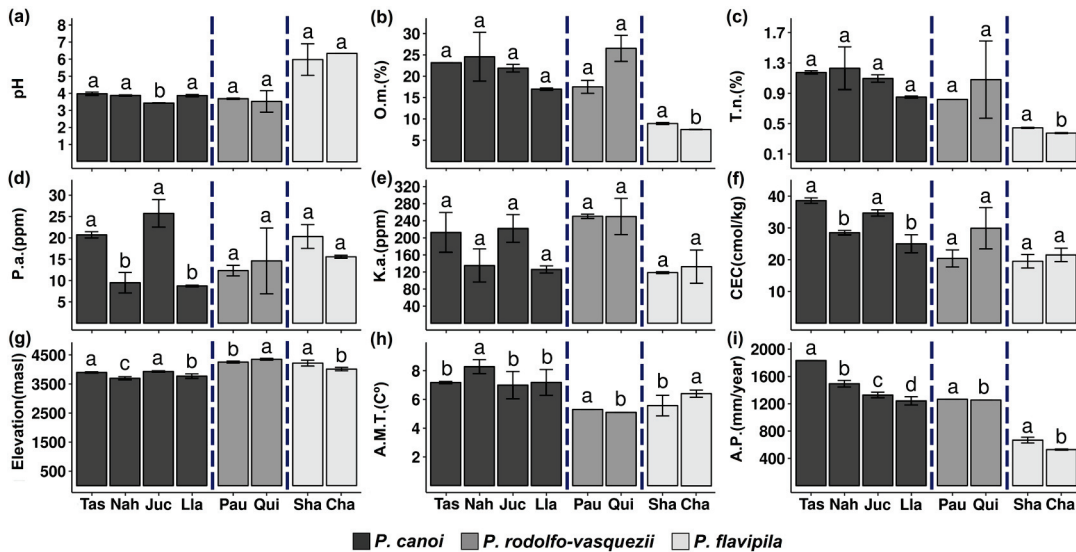 (a) (b) (c)
pH
8
7
6
5
4
3
2
1
a a b a a a a a
O.m.(%)
30
25
20
15
10
5
a a a a a a a b
T.n.(%)
1.7
1.3
0.9
0.5
0.1
a a a a a a a b
(d) (e) (f)
P.a.(ppm)
30
25
20
15
10
5
a b a b a a a a
K.a.(ppm)
320
280
240
200
160
120
80
40
a a a a a a a a
CEC(cmol/kg)
40
30
20
10
a b a b a a a a
(g) (h) (i)
Elevation(masl)
4500
3500
2500
1500
500
a c a b b a a b
A.M.T.(Cº)
8
6
4
2
b a b b a b b a
A.P.(mm/year)
2000
1600
1200
800
400
a b c d a b a b
Tas Nah Juc Lla Pau Qui Sha Cha
Tas Nah Juc Lla Pau Qui Sha Cha
Tas Nah Juc Lla Pau Qui Sha Cha
P. canoi P. rodolfo-vasquezii P. flavipila